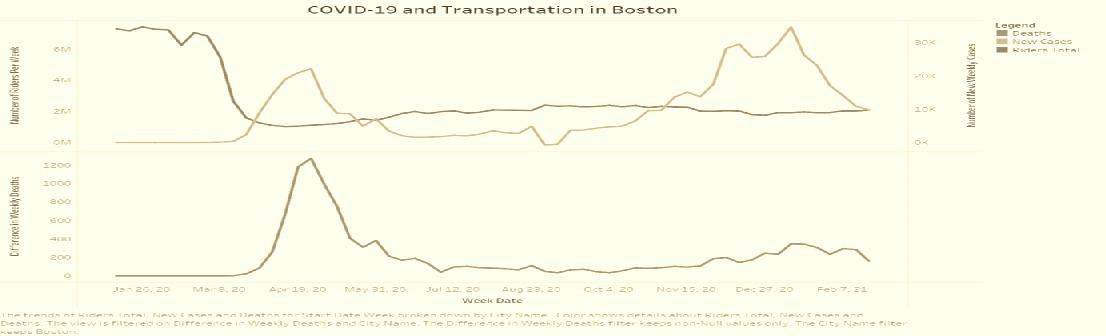 COVID-19 and Transportation in Boston
Legend
Deaths
New Cases
Riders Total
Number of Riders Per Week
6M
4M
2M
0M
30K
20K
10K
0K
Number of New Weekly Cases
Difference in Weekly Deaths
1200
1000
800
600
400
200
0
Jan 26, 20 Mar 8, 20 Apr 19, 20 May 31, 20 Jul 12, 20 Aug 23, 20 Oct 4, 20 Nov 15, 20 Dec 27, 20 Feb 7, 21
Week Date
The trends of Riders Total, New Cases and Deaths for Start Date Week broken down by City Name. Color shows details about Riders Total, New Cases and
Deaths. The view is filtered on Difference in Weekly Deaths and City Name. The Difference in Weekly Deaths filter keeps non-Null values only. The City Name filter
keeps Boston.